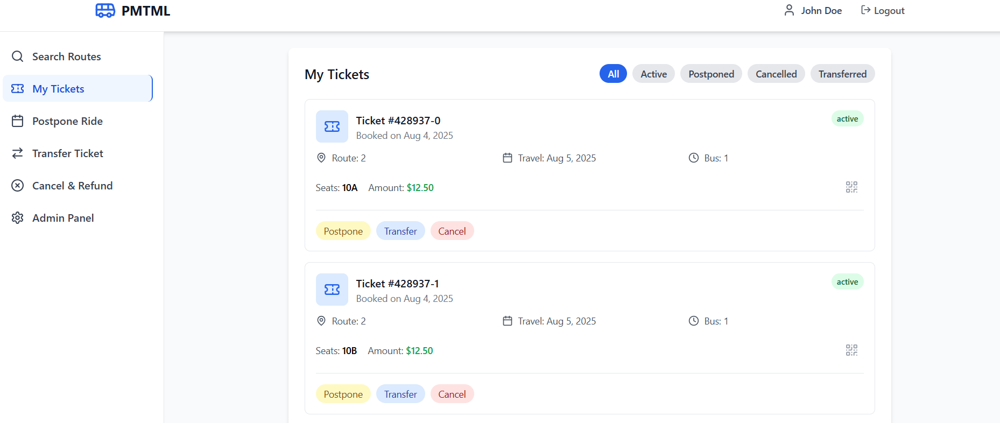 PMTML
John Doe
Logout
Search Routes
My Tickets
Postpone Ride
Transfer Ticket
Cancel & Refund
Admin Panel
My Tickets
All Active Postponed Cancelled Transferred
Ticket #428937-0
active
Booked on Aug 4, 2025
Route: 2 Travel: Aug 5, 2025 Bus: 1
Seats: 10A Amount: $12.50
Postpone Transfer Cancel
Ticket #428937-1
active
Booked on Aug 4, 2025
Route: 2 Travel: Aug 5, 2025 Bus: 1
Seats: 10B Amount: $12.50
Postpone Transfer Cancel